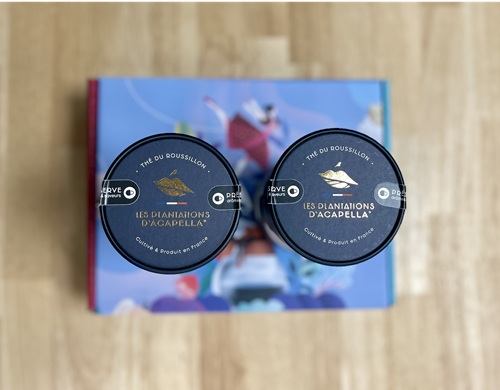 THÉ DU ROUSSILLON
LES PLANTATIONS
D'ACAPELLA
Cultivé & Produit en France
THÉ DU ROUSSILLON
LES PLANTATIONS
D'ACAPELLA
Cultivé & Produit en France